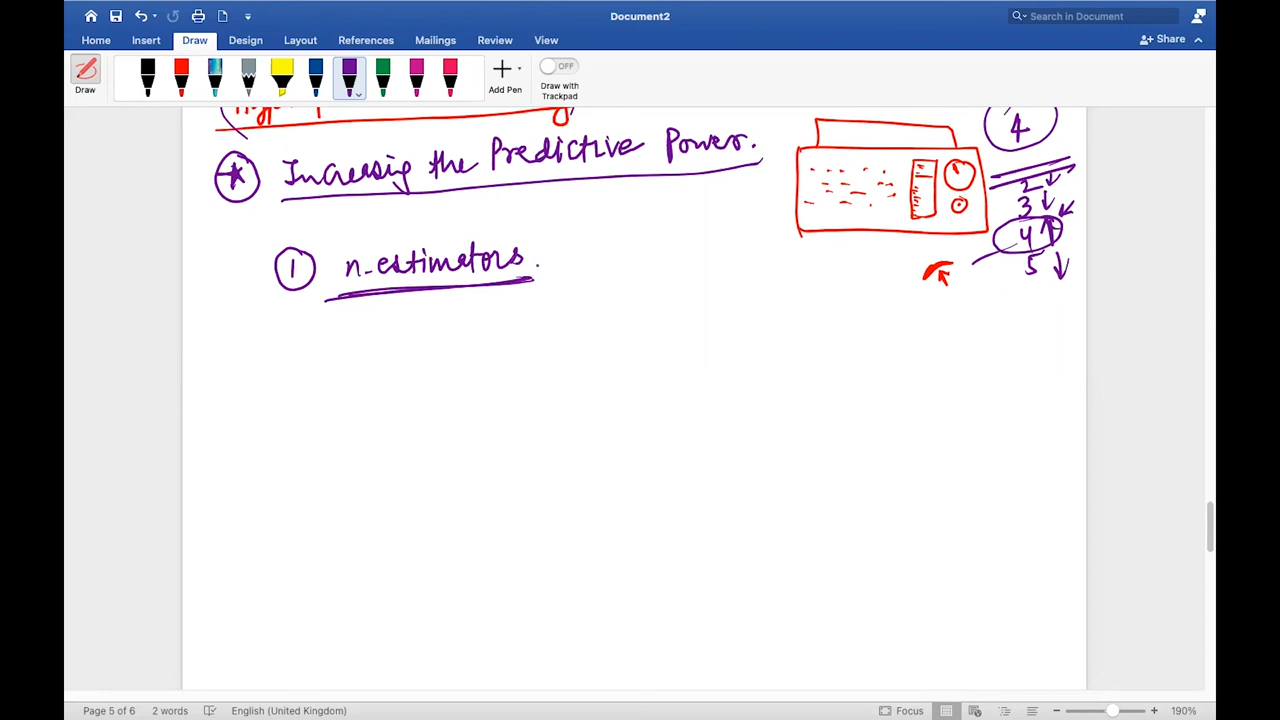 Document2
Search in Document
Home Insert Draw Design Layout References Mailings Review View
Share
Draw
Add Pen
OFF
Draw with
Trackpad
4
Increasig the Predictive Power.
2
3
4
5
1 n-estimators.
Page 5 of 6 2 words English (United Kingdom) Focus 190%